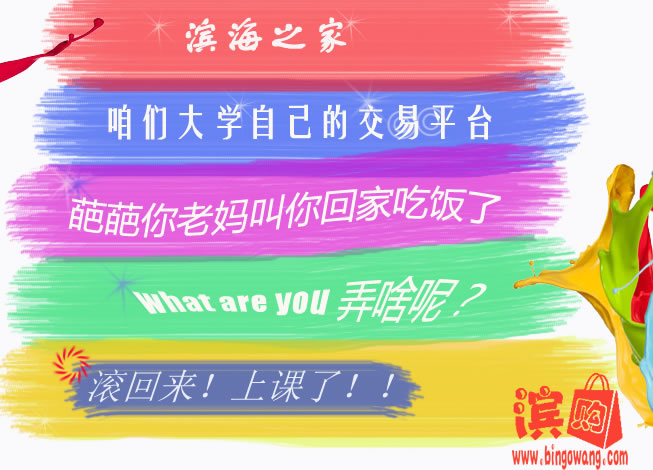 滨海之家
咱们大学自己的交易平台
葩葩你老妈叫你回家吃饭了
What are you 弄啥呢？
滚回来！上课了！！
滨购
www.bingowang.com